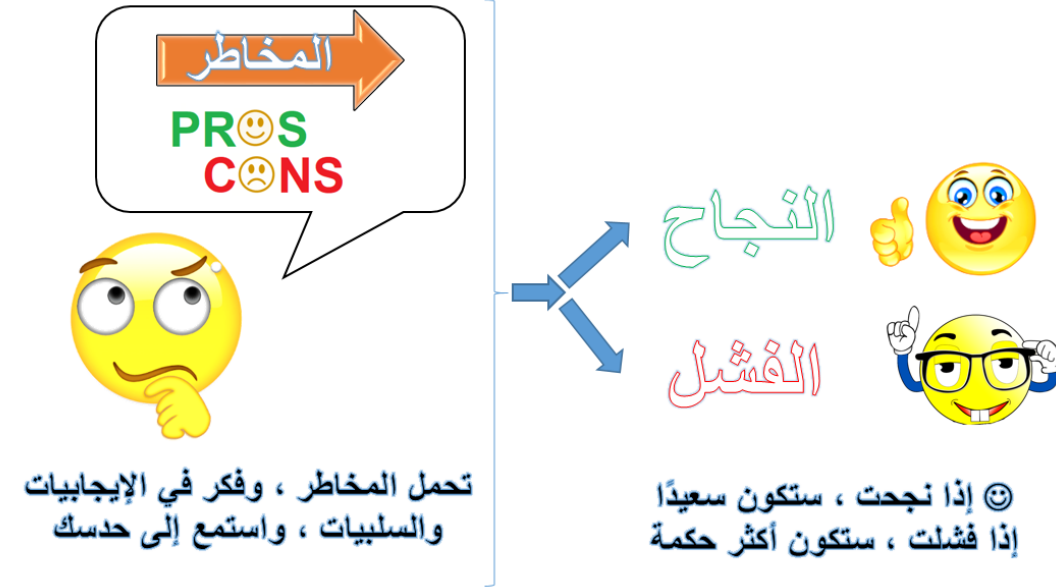 المخاطر
PROS
CONS
تحمل المخاطر ، وفكر في الإيجابيات
والسلبيات ، واستمع إلى حدسك
النجاح
الفشل
☺ إذا نجحت ، ستكون سعيدًا
إذا فشلت ، ستكون أكثر حكمة